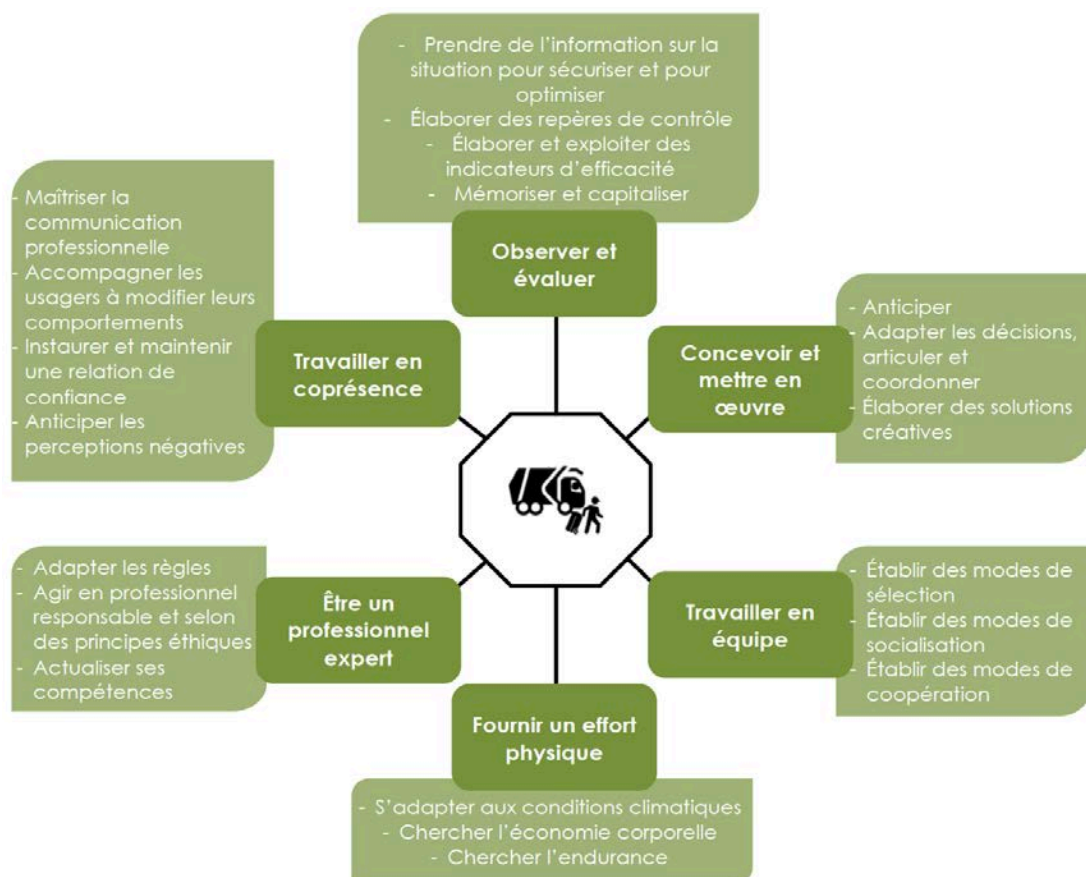 - Prendre de l’information sur la
situation pour sécuriser et pour
optimiser
- Élaborer des repères de contrôle
- Élaborer et exploiter des
indicateurs d’efficacité
- Mémoriser et capitaliser
Observer et
évaluer
- Maîtriser la
communication
professionnelle
- Accompagner les
usagers à modifier leurs
comportements
- Instaurer et maintenir
une relation de
confiance
- Anticiper les
perceptions négatives
Travailler en
coprésence
Concevoir et
mettre en
œuvre
- Anticiper
- Adapter les décisions,
articuler et
coordonner
- Élaborer des solutions
créatives
- Adapter les règles
- Agir en professionnel
responsable et selon
des principes éthiques
- Actualiser ses
compétences
Être un
professionnel
expert
Travailler en
équipe
- Établir des modes de
sélection
- Établir des modes de
socialisation
- Établir des modes de
coopération
Fournir un effort
physique
- S’adapter aux conditions climatiques
- Chercher l’économie corporelle
- Chercher l’endurance